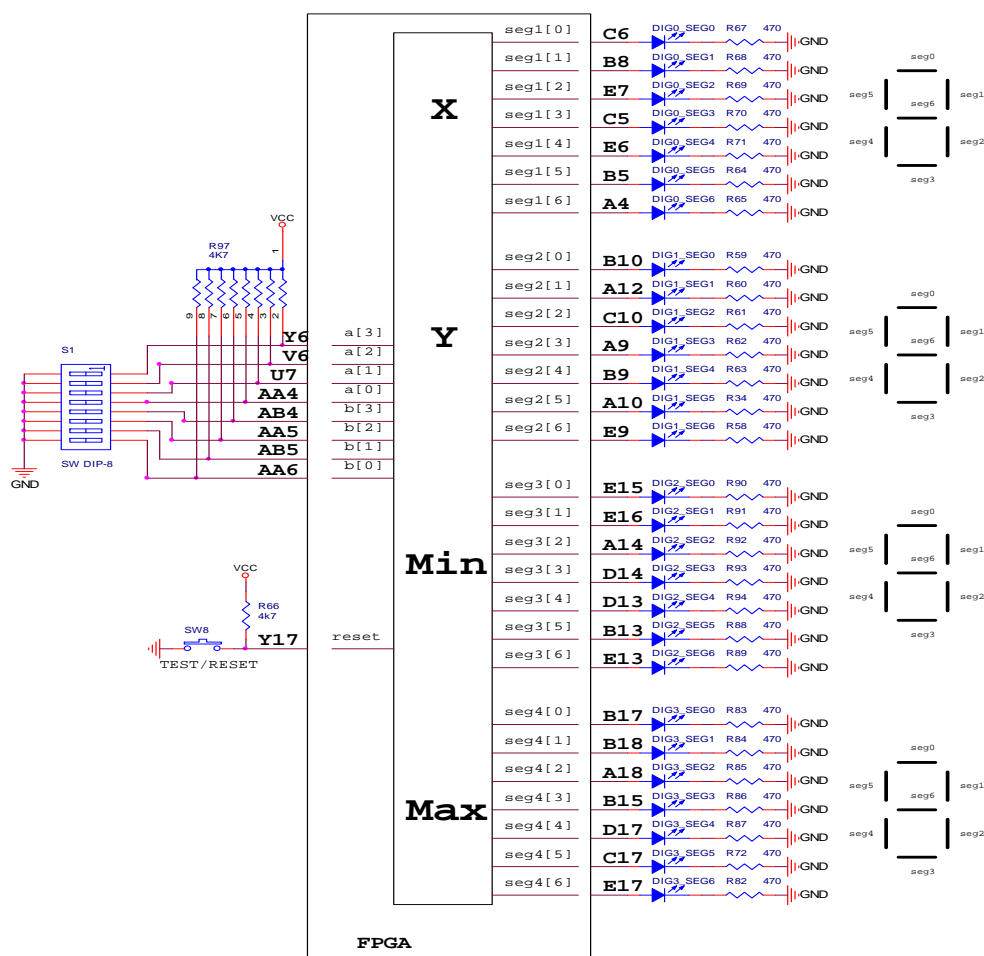 seg1[0] C6 DIG0_SEG0 R67 470 GND
seg1[1] B8 DIG0_SEG1 R68 470 GND
seg1[2] E7 DIG0_SEG2 R69 470 GND
seg1[3] C5 DIG0_SEG3 R70 470 GND
seg1[4] E6 DIG0_SEG4 R71 470 GND
seg1[5] B5 DIG0_SEG5 R64 470 GND
seg1[6] A4 DIG0_SEG6 R65 470 GND
X
seg0
seg5 seg6 seg1
seg4 seg2
seg3
seg2[0] B10 DIG1_SEG0 R59 470 GND
seg2[1] A12 DIG1_SEG1 R60 470 GND
seg2[2] C10 DIG1_SEG2 R61 470 GND
seg2[3] A9 DIG1_SEG3 R62 470 GND
seg2[4] B9 DIG1_SEG4 R63 470 GND
seg2[5] A10 DIG1_SEG5 R34 470 GND
seg2[6] E9 DIG1_SEG6 R58 470 GND
Y
seg0
seg5 seg6 seg1
seg4 seg2
seg3
VCC
R97
4K7
1
9 8 7 6 5 4 3 2
S1
1
SW DIP-8
GND
Y6 a[3]
V6 a[2]
U7 a[1]
AA4 a[0]
AB4 b[3]
AA5 b[2]
AB5 b[1]
AA6 b[0]
seg3[0] E15 DIG2_SEG0 R90 470 GND
seg3[1] E16 DIG2_SEG1 R91 470 GND
seg3[2] A14 DIG2_SEG2 R92 470 GND
seg3[3] D14 DIG2_SEG3 R93 470 GND
seg3[4] D13 DIG2_SEG4 R94 470 GND
seg3[5] B13 DIG2_SEG5 R88 470 GND
seg3[6] E13 DIG2_SEG6 R89 470 GND
Min
seg0
seg5 seg6 seg1
seg4 seg2
seg3
VCC
R66
4k7
SW8
Y17 reset
TEST/RESET
seg4[0] B17 DIG3_SEG0 R83 470 GND
seg4[1] B18 DIG3_SEG1 R84 470 GND
seg4[2] A18 DIG3_SEG2 R85 470 GND
seg4[3] B15 DIG3_SEG3 R86 470 GND
seg4[4] D17 DIG3_SEG4 R87 470 GND
seg4[5] C17 DIG3_SEG5 R72 470 GND
seg4[6] E17 DIG3_SEG6 R82 470 GND
Max
seg0
seg5 seg6 seg1
seg4 seg2
seg3
FPGA